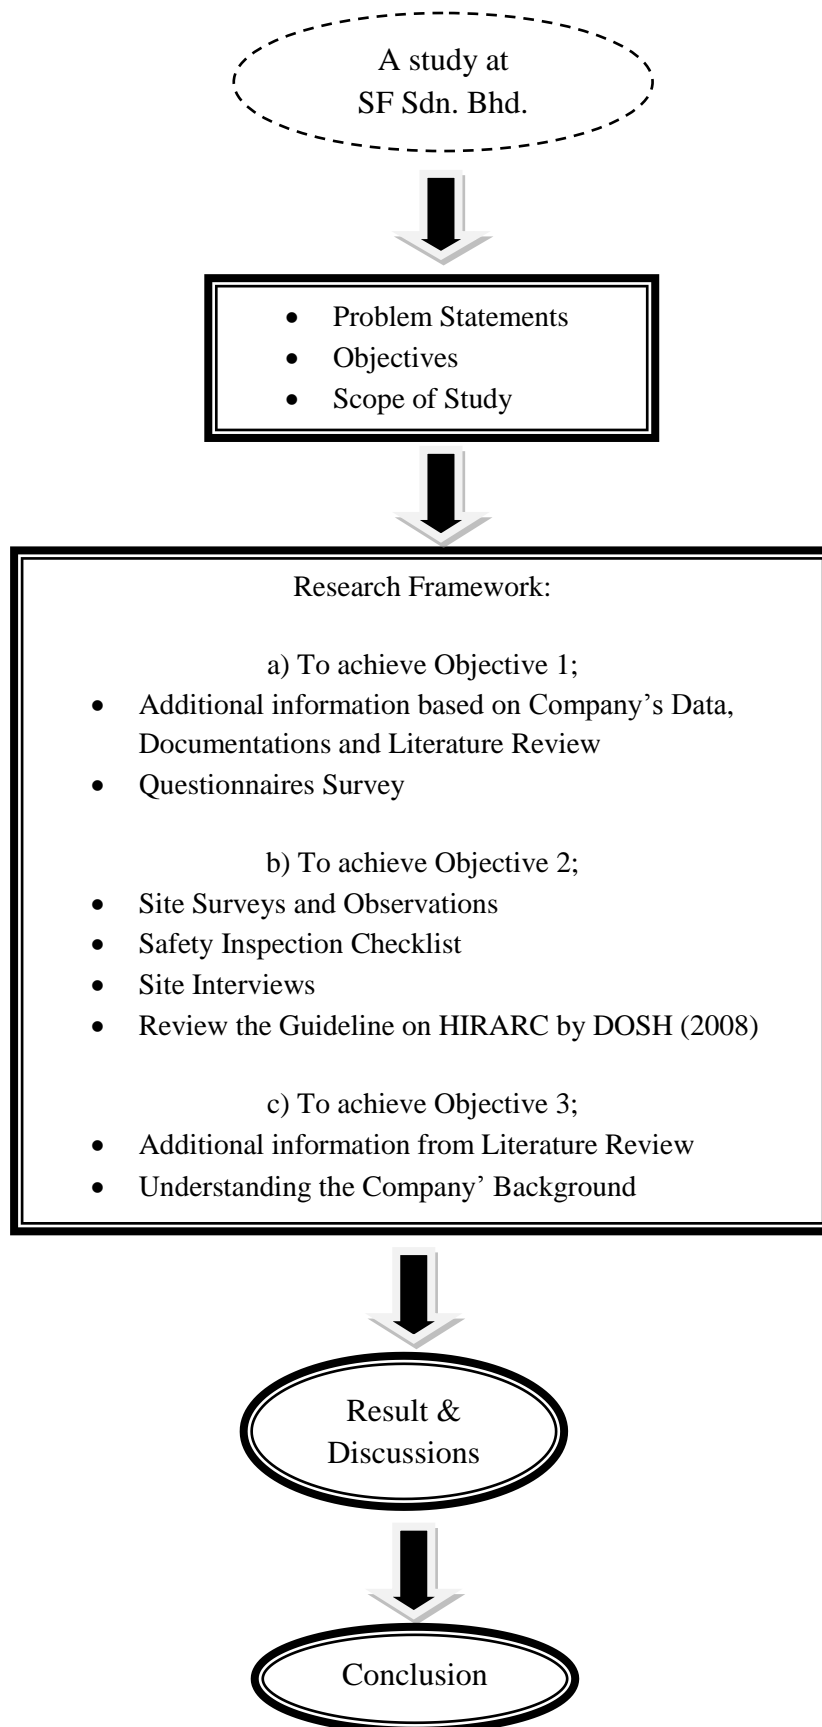 A study at
SF Sdn. Bhd.
• Problem Statements
• Objectives
• Scope of Study
Research Framework:
a) To achieve Objective 1;
• Additional information based on Company’s Data,
Documentations and Literature Review
• Questionnaires Survey
b) To achieve Objective 2;
• Site Surveys and Observations
• Safety Inspection Checklist
• Site Interviews
• Review the Guideline on HIRARC by DOSH (2008)
c) To achieve Objective 3;
• Additional information from Literature Review
• Understanding the Company’ Background
Result &
Discussions
Conclusion